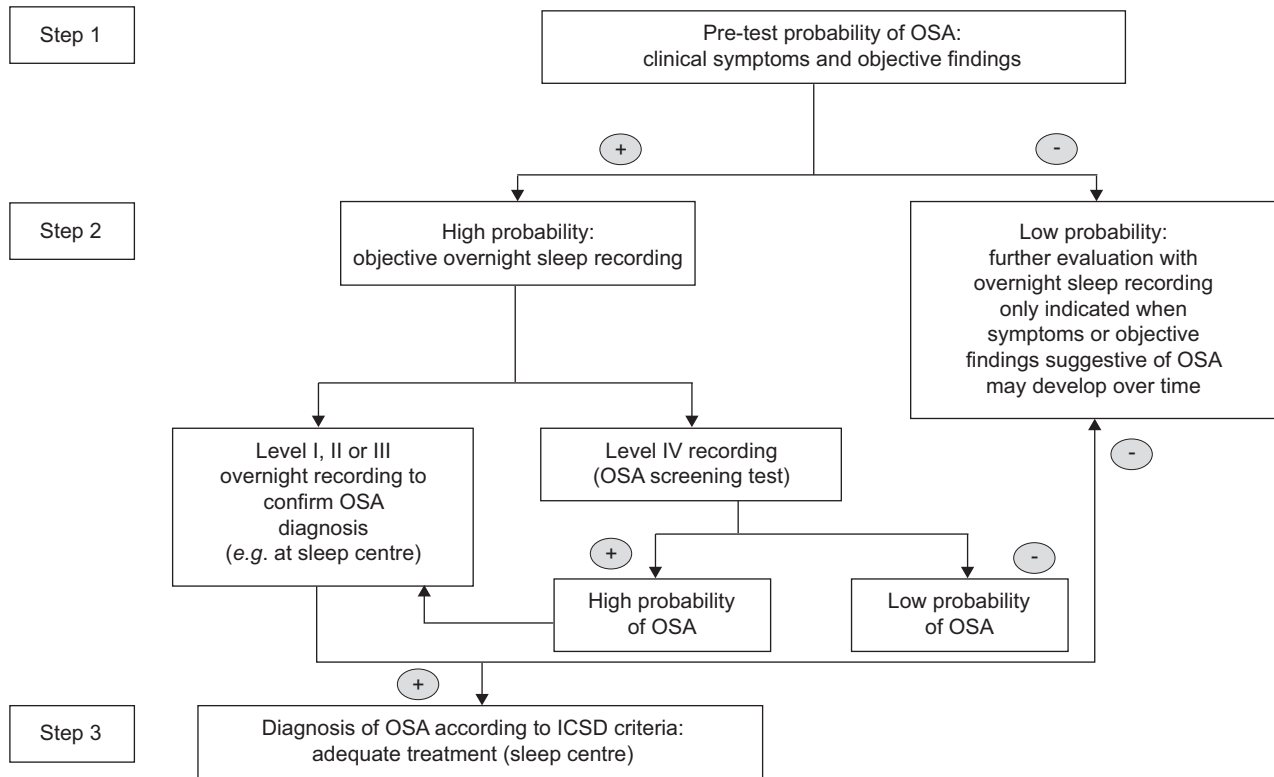 Step 1
Pre-test probability of OSA:
clinical symptoms and objective findings
+
-
Step 2
High probability:
objective overnight sleep recording
Low probability:
further evaluation with
overnight sleep recording
only indicated when
symptoms or objective
findings suggestive of OSA
may develop over time
Level I, II or III
overnight recording to
confirm OSA
diagnosis
(e.g. at sleep centre)
Level IV recording
(OSA screening test)
-
+
-
High probability
of OSA
Low probability
of OSA
+
Step 3
Diagnosis of OSA according to ICSD criteria:
adequate treatment (sleep centre)